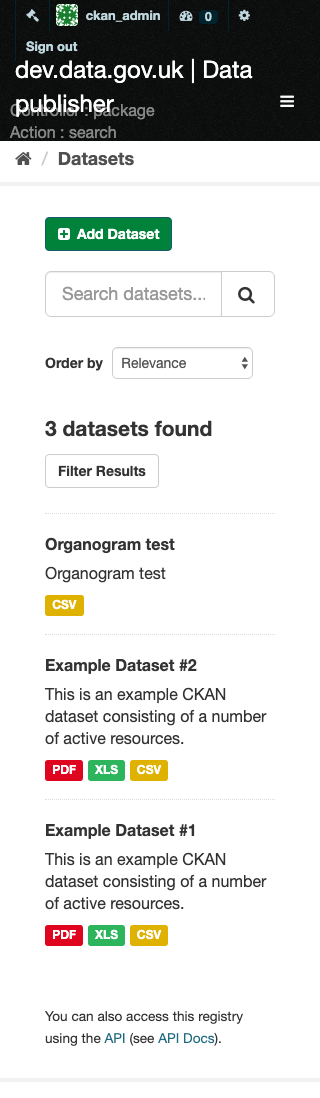 ckan_admin 0
Sign out
dev.data.gov.uk | Data
publisher
Controller : package
Action : search
/ Datasets
Add Dataset
Search datasets...
Order by Relevance
3 datasets found
Filter Results
Organogram test
Organogram test
CSV
Example Dataset #2
This is an example CKAN
dataset consisting of a number
of active resources.
PDF XLS CSV
Example Dataset #1
This is an example CKAN
dataset consisting of a number
of active resources.
PDF XLS CSV
You can also access this registry
using the API (see API Docs).